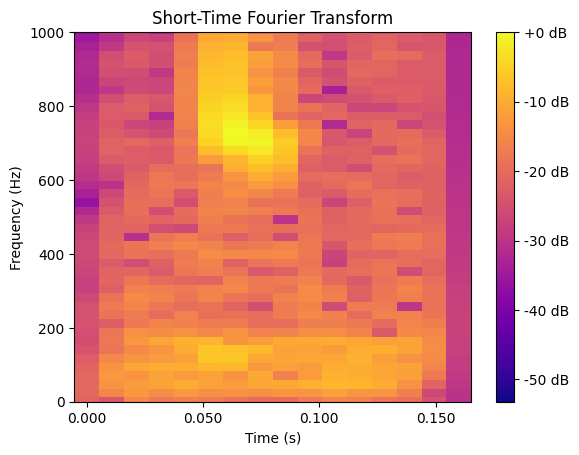 Short-Time Fourier Transform
1000
800
600
400
200
0
Frequency (Hz)
0.000
0.050
0.100
0.150
Time (s)
+0 dB
-10 dB
-20 dB
-30 dB
-40 dB
-50 dB